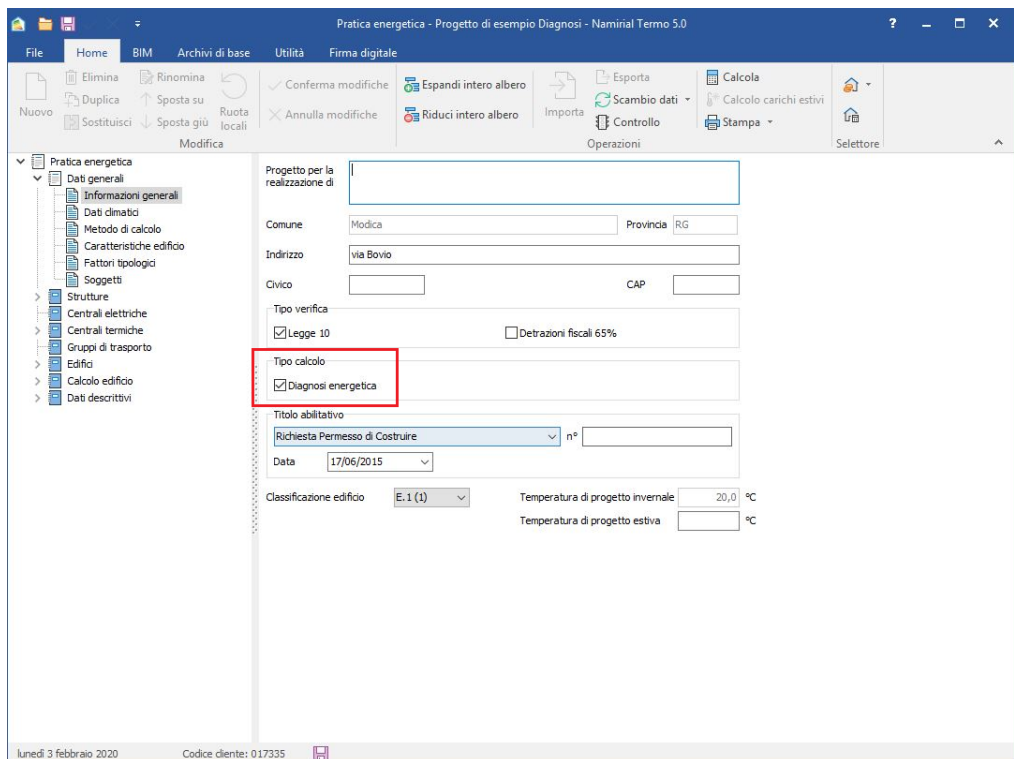 Pratica energetica - Progetto di esempio Diagnosi - Namirial Termo 5.0
File Home BIM Archivi di base Utilità Firma digitale
Nuovo
Elimina
Duplica
Sostituisci
Rinomina
Sposta su
Sposta giù
Ruota
locali
Modifica
Conferma modifiche
Annulla modifiche
Espandi intero albero
Riduci intero albero
Importa
Esporta
Scambio dati
Controllo
Calcola
Calcolo carichi estivi
Stampa
Operazioni
Selettore
Pratica energetica
Dati generali
Informazioni generali
Dati climatici
Metodo di calcolo
Caratteristiche edificio
Fattori tipologici
Soggetti
Strutture
Centrali elettriche
Centrali termiche
Gruppi di trasporto
Edifici
Calcolo edificio
Dati descrittivi
Progetto per la
realizzazione di
Comune Modica Provincia RG
Indirizzo via Bovio
Civico CAP
Tipo verifica
Legge 10 Detrazioni fiscali 65%
Tipo calcolo
Diagnosi energetica
Titolo abilitativo
Richiesta Permesso di Costruire n°
Data 17/06/2015
Classificazione edificio E.1 (1) Temperatura di progetto invernale 20,0 °C
Temperatura di progetto estiva °C
lunedì 3 febbraio 2020 Codice cliente: 017335